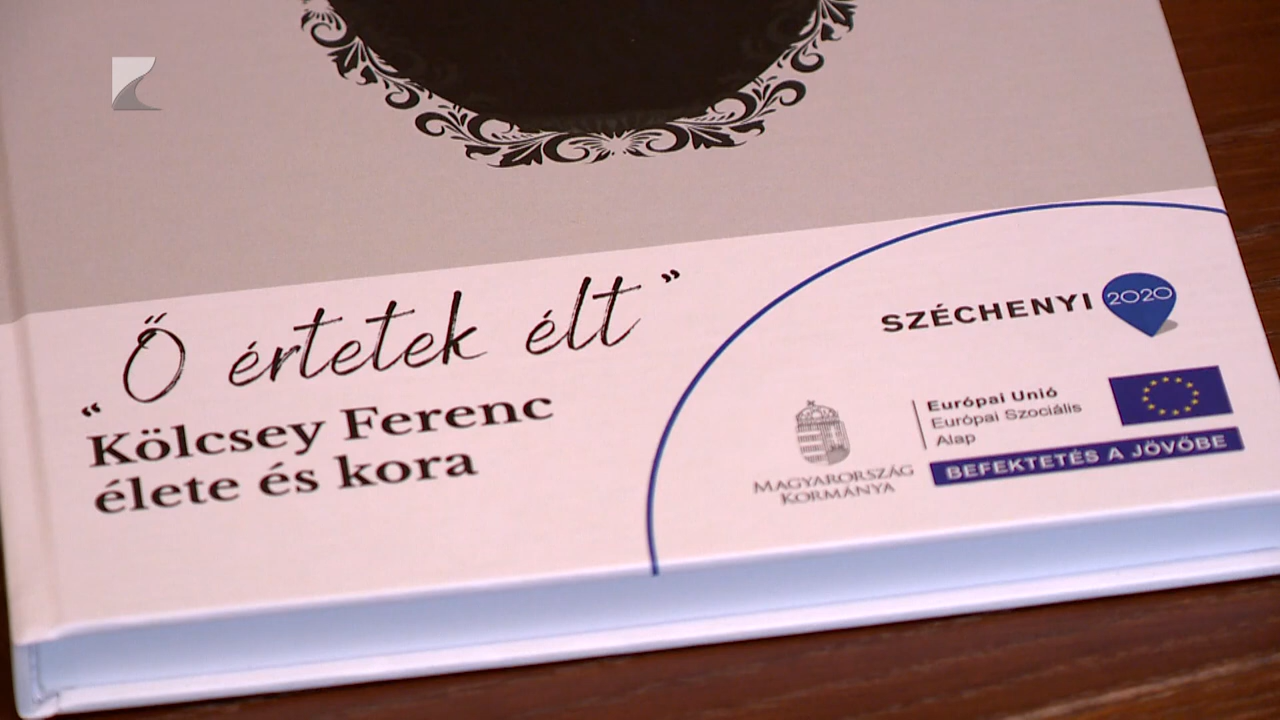 „Ő értetek élt”
Kölcsey Ferenc
élete és kora
SZÉCHENYI 2020
MAGYARORSZÁG
KORMÁNYA
Európai Unió
Európai Szociális
Alap
BEFEKTETÉS A JÖVŐBE